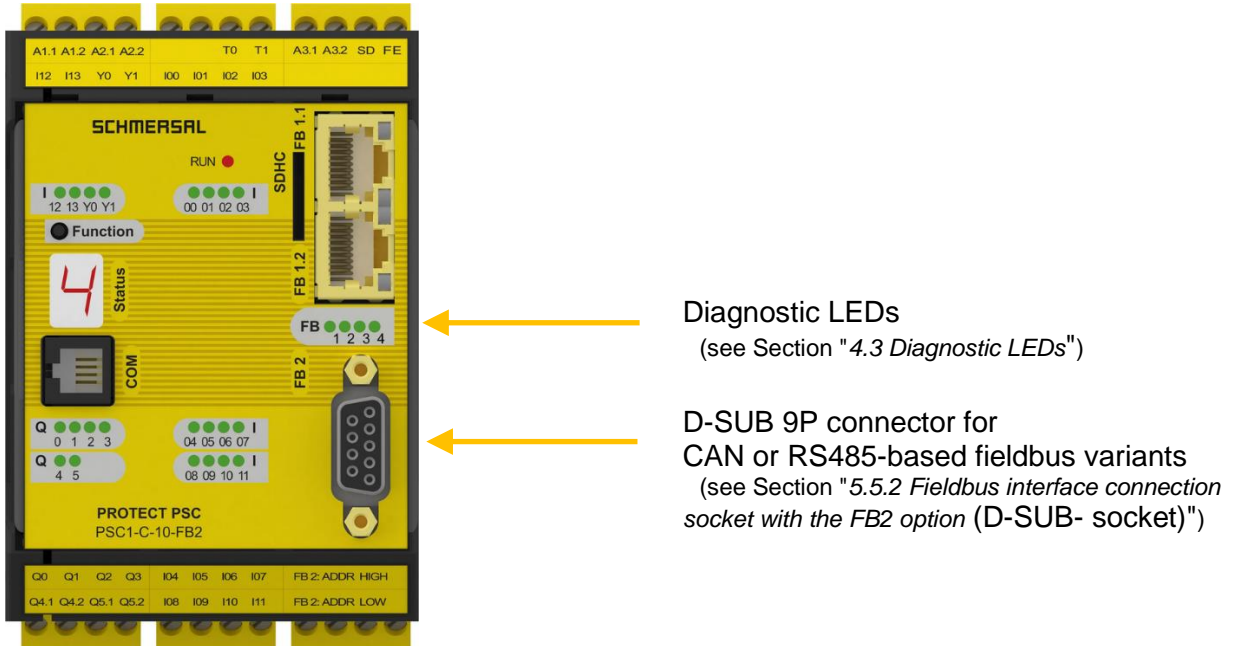 A1.1 A1.2 A2.1 A2.2 T0 T1 A3.1 A3.2 SD FE
I12 I13 Y0 Y1 I00 I01 I02 I03
SCHMERSAL
RUN
SDHC
FB 1.1
I
12 13 Y0 Y1
I
00 01 02 03
Function
4
Status
FB 1.2
FB
1 2 3 4
COM
FB 2
Q
0 1 2 3
I
04 05 06 07
Q
4 5
I
08 09 10 11
PROTECT PSC
PSC1-C-10-FB2
Q0 Q1 Q2 Q3 I04 I05 I06 I07 FB 2: ADDR HIGH
Q4.1 Q4.2 Q5.1 Q5.2 I08 I09 I10 I11 FB 2: ADDR LOW
Diagnostic LEDs
(see Section "4.3 Diagnostic LEDs")
D-SUB 9P connector for
CAN or RS485-based fieldbus variants
(see Section "5.5.2 Fieldbus interface connection
socket with the FB2 option (D-SUB- socket)")